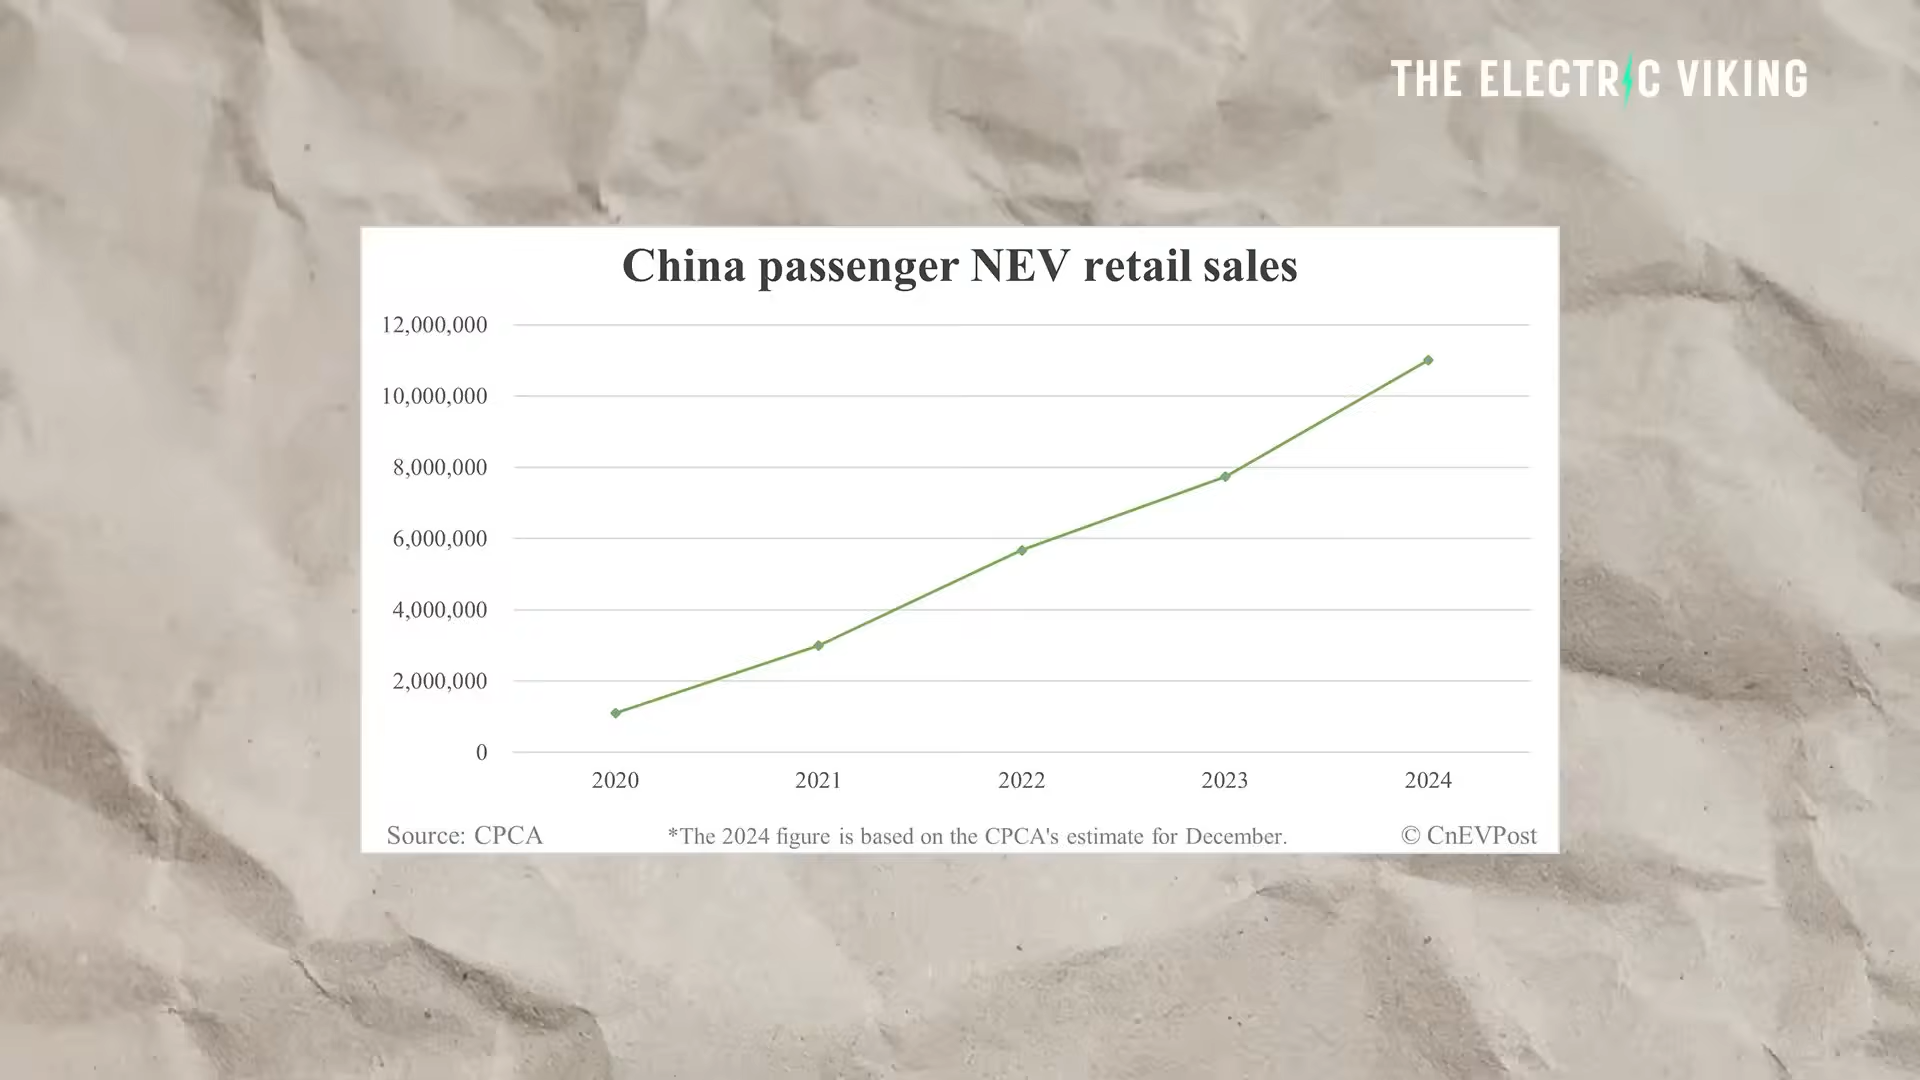 THE ELECTRIC VIKING
China passenger NEV retail sales
12,000,000
10,000,000
8,000,000
6,000,000
4,000,000
2,000,000
0
2020 2021 2022 2023 2024
Source: CPCA *The 2024 figure is based on the CPCA's estimate for December. © CnEVPost